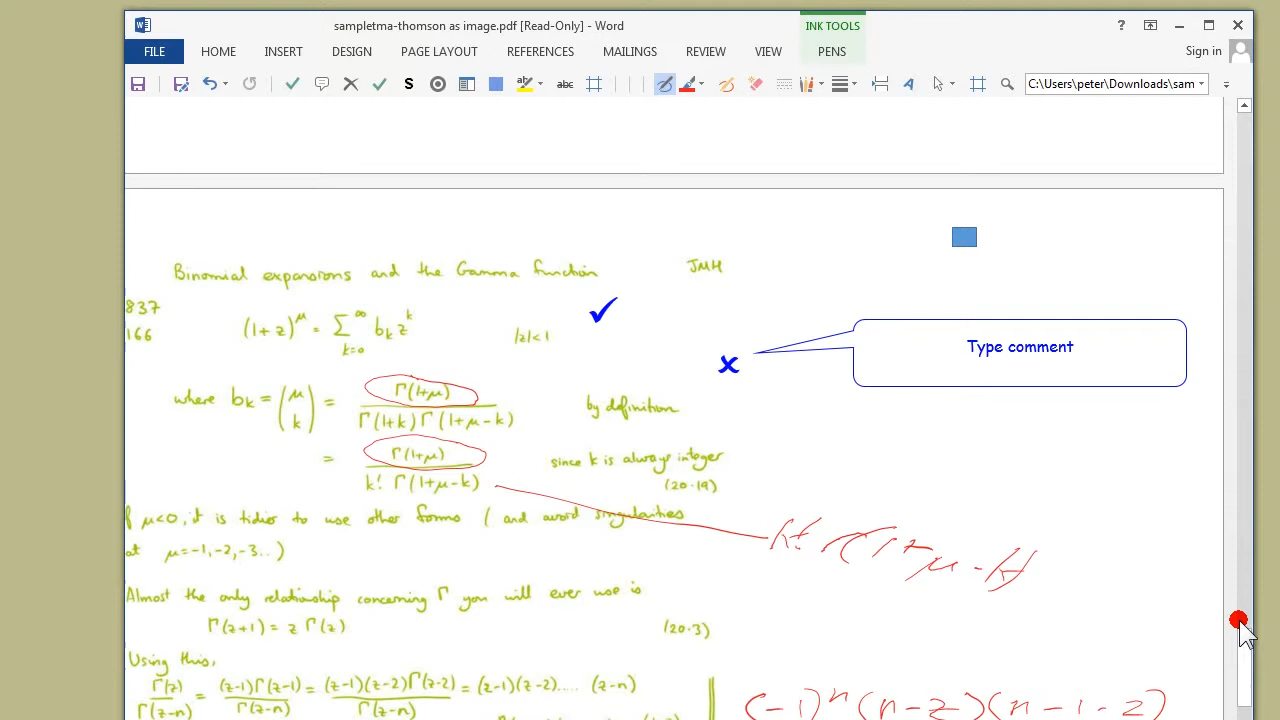 sampletma-thomson as image.pdf [Read-Only] - Word
INK TOOLS
?
FILE HOME INSERT DESIGN PAGE LAYOUT REFERENCES MAILINGS REVIEW VIEW PENS
Sign in
S
ab
abc
A
C:\Users\peter\Downloads\sam
Binomial expansions and the Gamma function JMH
837
166
(1+z)^μ = Σ_{k=0}^∞ b_k z^k |z|<1
Type comment
where b_k = (μ k) = Γ(1+μ) / Γ(1+k) Γ(1+μ-k) by definition
= Γ(1+μ) / k! Γ(1+μ-k) since k is always integer
(20.19)
f μ<0, it is tidier to use other forms ( and avoid singularities
at μ=-1,-2,-3...)
k! Γ(1+μ-k)
Almost the only relationship concerning Γ you will ever use is
Γ(z+1) = z Γ(z) (20.3)
Using this,
Γ(z)/Γ(z-n) = (z-1)Γ(z-1)/Γ(z-n) = (z-1)(z-2)Γ(z-2)/Γ(z-n) = (z-1)(z-2).... (z-n)
(-1)^n (n-z)(n-1-z)